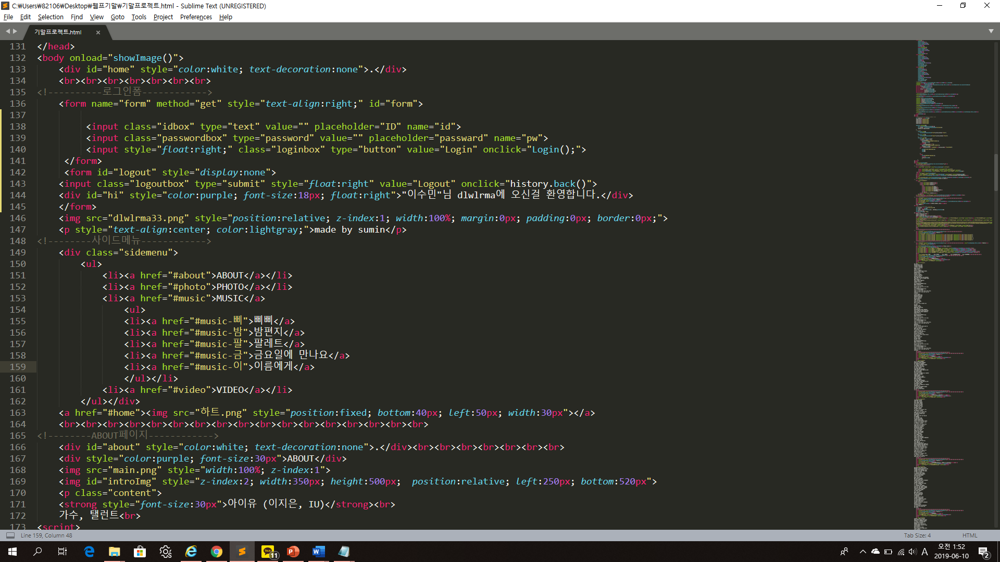 C:₩Users₩82106₩Desktop₩웹프기말₩기말프로젝트.html - Sublime Text (UNREGISTERED)
File Edit Selection Find View Goto Tools Project Preferences Help
기말프로젝트.html
131 </head>
132 <body onload="showImage()">
133 <div id="home" style="color:white; text-decoration:none">.</div>
134 <br><br><br><br><br><br><br>
135 <!----------로그인폼------------>
136 <form name="form" method="get" style="text-align:right;" id="form">
137
138 <input class="idbox" type="text" value="" placeholder="ID" name="id">
139 <input class="passwordbox" type="password" value="" placeholder="passward" name="pw">
140 <input style="float:right;" class="loginbox" type="button" value="Login" onclick="Login();">
141 </form>
142 <form id="logout" style="display:none">
143 <input class="logoutbox" type="submit" style="float:right" value="Logout" onclick="history.back()">
144 <div id="hi" style="color:purple; font-size:18px; float:right">"이수민"님 dlwlrma에 오신걸 환영합니다.</div>
145 </form>
146 <img src="dlwlrma33.png" style="position:relative; z-index:1; width:100%; margin:0px; padding:0px; border:0px;">
147 <p style="text-align:center; color:lightgray;">made by sumin</p>
148 <!--------사이드메뉴------------>
149 <div class="sidemenu">
150 <ul>
151 <li><a href="#about">ABOUT</a></li>
152 <li><a href="#photo">PHOTO</a></li>
153 <li><a href="#music">MUSIC</a>
154 <ul>
155 <li><a href="#music-삐">삐삐</a>
156 <li><a href="#music-밤">밤편지</a>
157 <li><a href="#music-팔">팔레트</a>
158 <li><a href="#music-금">금요일에 만나요</a>
159 <li><a href="#music-이">이름에게</a>
160 </ul></li>
161 <li><a href="#video">VIDEO</a></li>
162 </ul></div>
163 <a href="#home"><img src="하트.png" style="position:fixed; bottom:40px; left:50px; width:30px"></a>
164 <br><br><br><br><br><br><br><br><br><br><br><br><br><br><br><br><br>
165 <!--------ABOUT페이지------------>
166 <div id="about" style="color:white; text-decoration:none">.</div><br><br><br><br><br><br><br>
167 <div style="color:purple; font-size:30px">ABOUT</div>
168 <img src="main.png" style="width:100%; z-index:1">
169 <img id="introImg" style="z-index:2; width:350px; height:500px;  position:relative; left:250px; bottom:520px">
170 <p class="content">
171 <strong style="font-size:30px">아이유 (이지은, IU)</strong><br>
172 가수, 탤런트<br>
173 <script>
Line 159, Column 48
Tab Size: 4
HTML
TALK
11
A
오전 1:52
2019-06-10
2